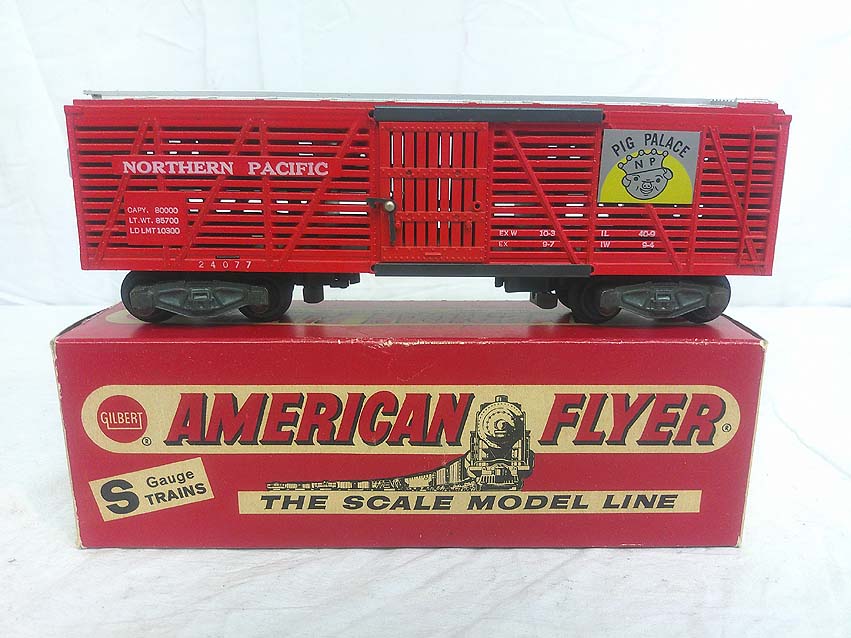 PIG PALACE
NP
NORTHERN PACIFIC
CAPY. 80000
LT. WT. 85700
LD LMT 10300
EX W 10-3 IL 40-9
EX 9-7 IW 9-4
24077
GILBERT ®
AMERICAN FLYER ®
S Gauge
TRAINS
THE SCALE MODEL LINE